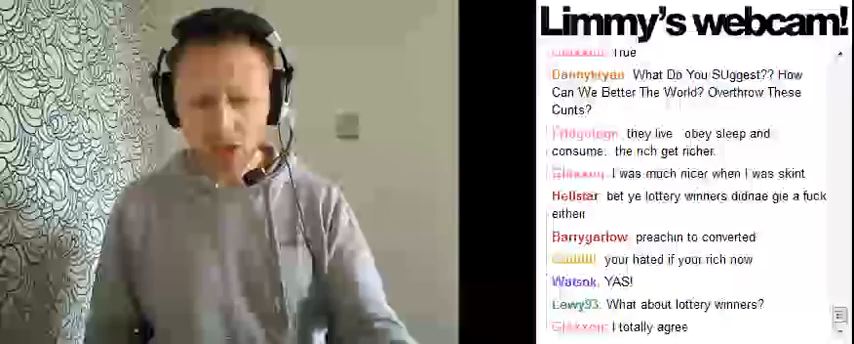 Limmy's webcam!
True
Dannybryan What Do You SUggest?? How
Can We Better The World? Overthrow These
Cunts?
they live obey sleep and
consume. the rich get richer.
I was much nicer when I was skint
Hellstar bet ye lottery winners didnae gie a fuck
either
Barrygarlow preachin to converted
your hated if your rich now
Watsok YAS!
Lewy93 What about lottery winners?
I totally agree